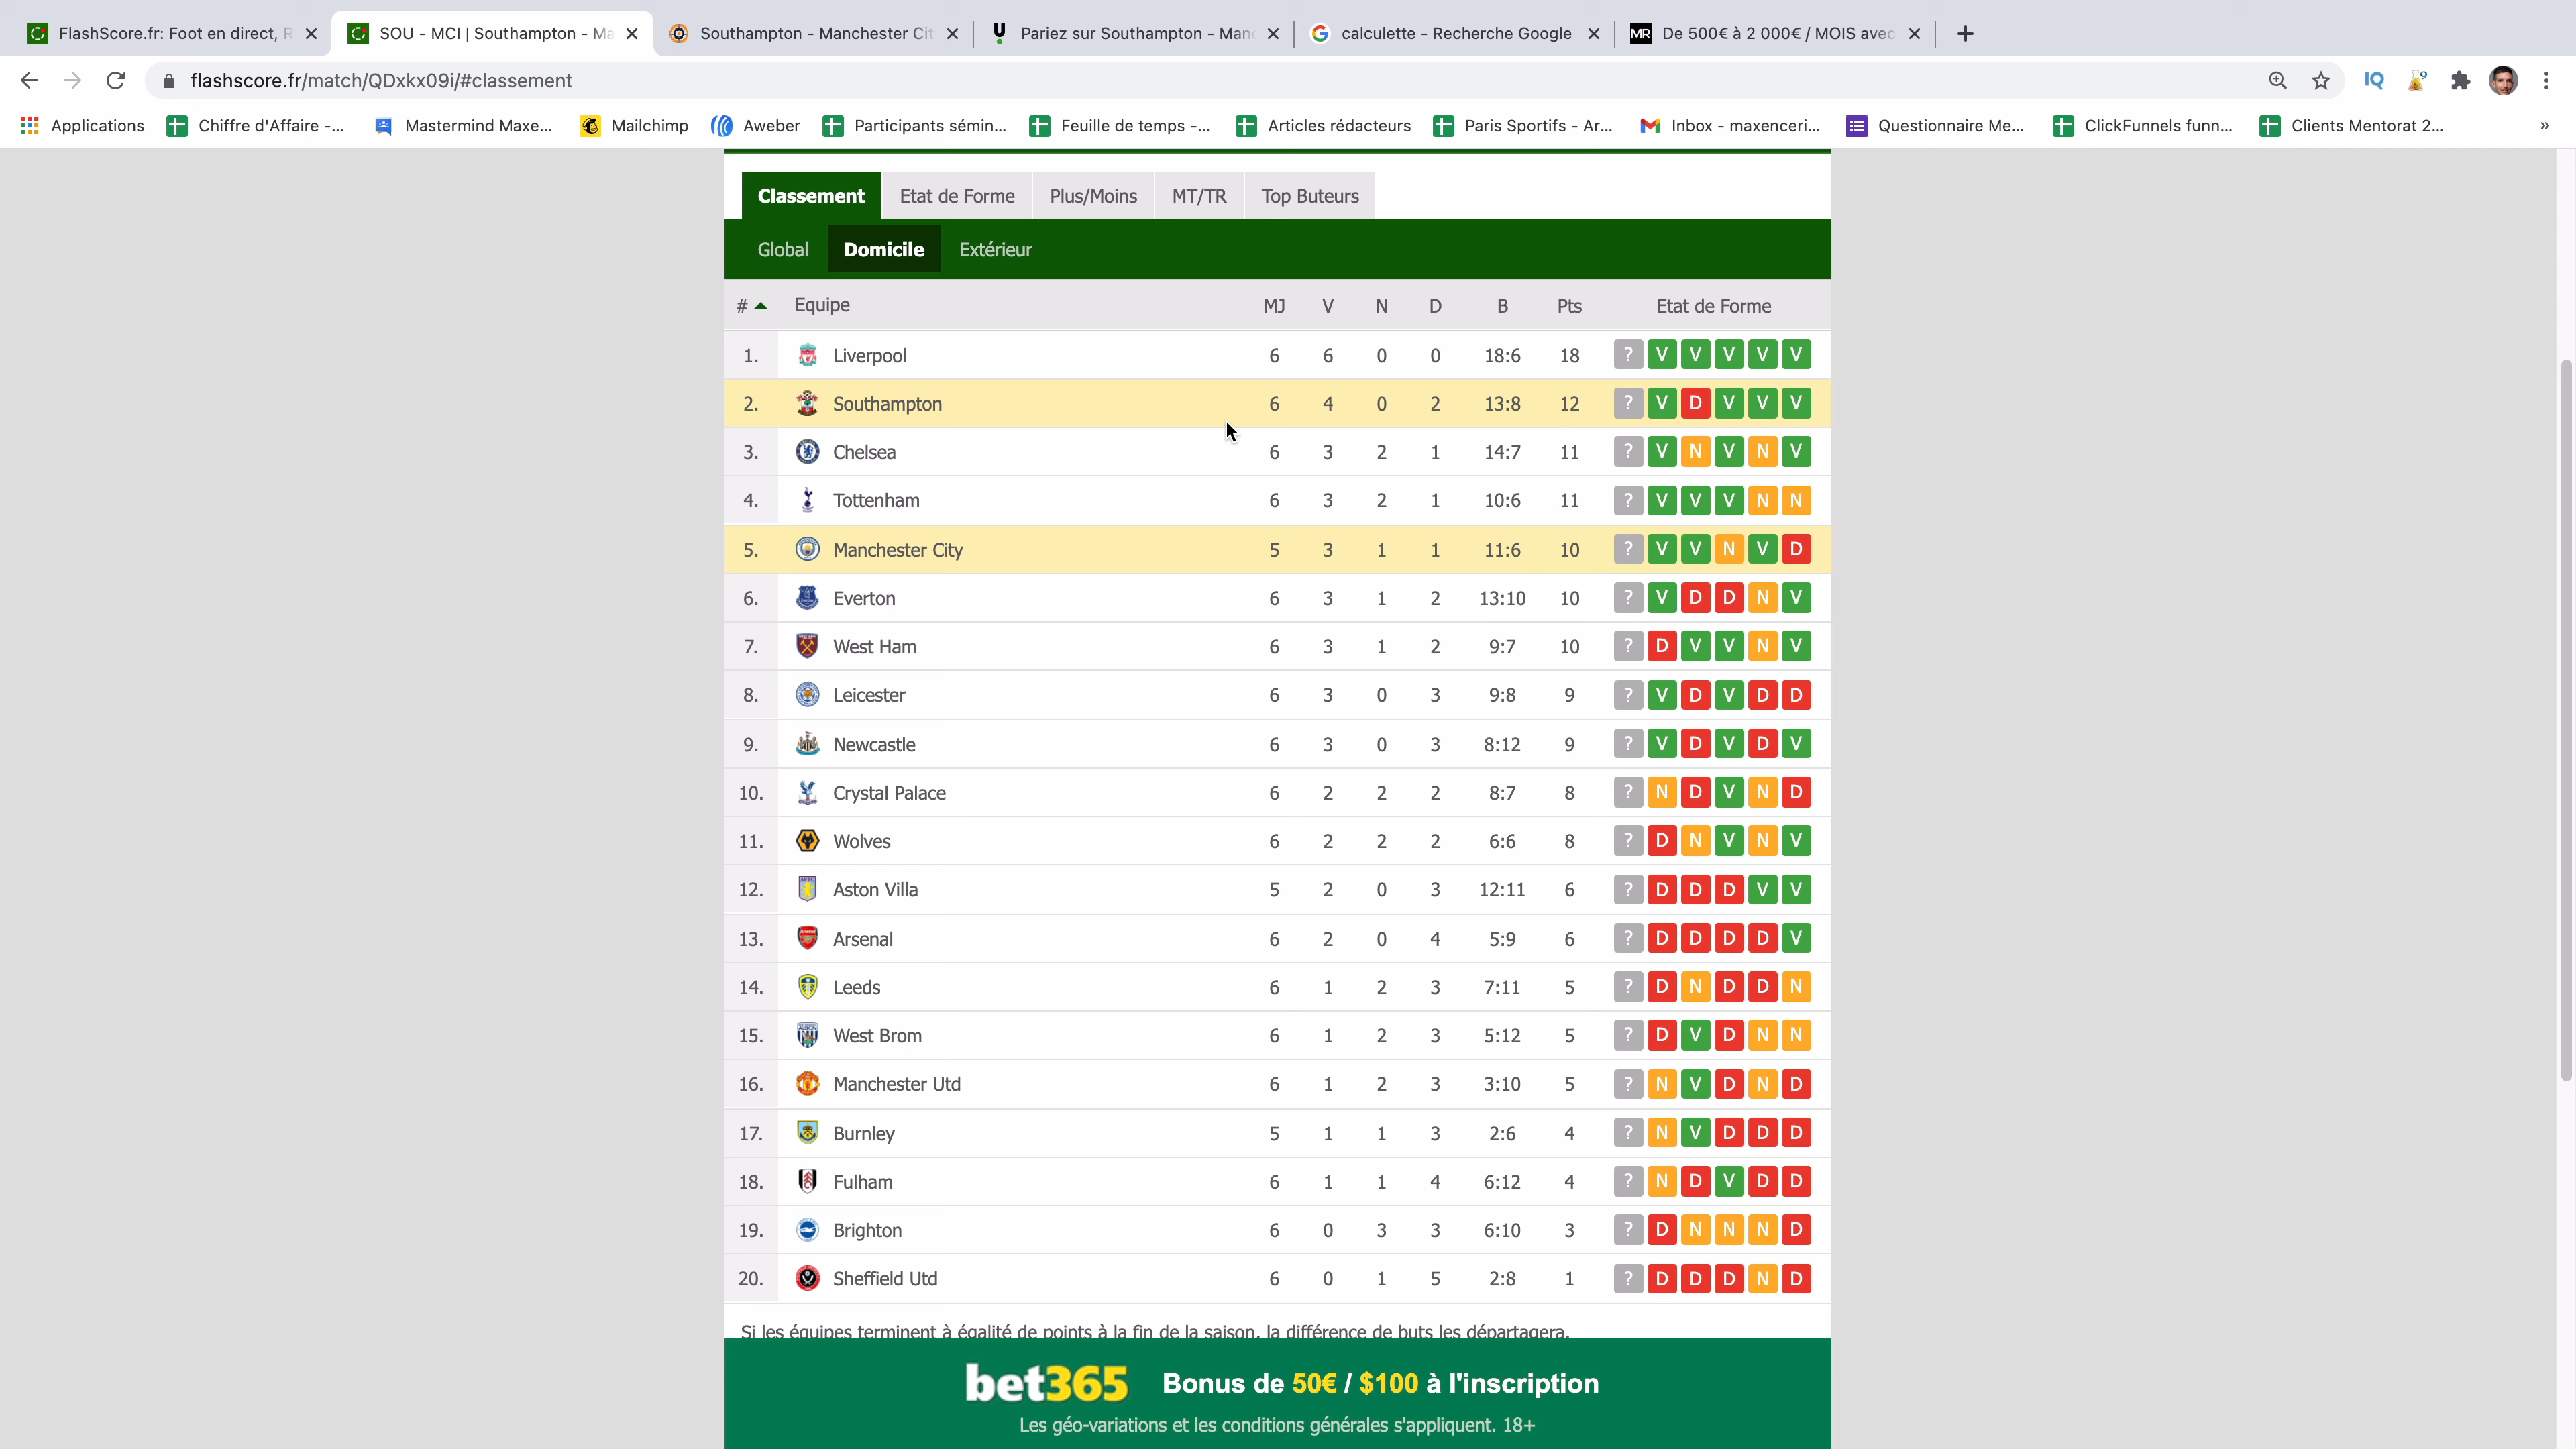 FlashScore.fr: Foot en direct, R
SOU - MCI | Southampton - Ma
Southampton - Manchester Cit
Pariez sur Southampton - Man
calculette - Recherche Google
De 500€ à 2 000€ / MOIS avec
flashscore.fr/match/QDxkx09i/#classement
Applications
Chiffre d'Affaire -...
Mastermind Maxe...
Mailchimp
Aweber
Participants sémin...
Feuille de temps -...
Articles rédacteurs
Paris Sportifs - Ar...
Inbox - maxenceri...
Questionnaire Me...
ClickFunnels funn...
Clients Mentorat 2...
»
Classement Etat de Forme Plus/Moins MT/TR Top Buteurs
Global Domicile Extérieur
# Equipe MJ V N D B Pts Etat de Forme
1. Liverpool 6 6 0 0 18:6 18 ? V V V V V
2. Southampton 6 4 0 2 13:8 12 ? V D V V V
3. Chelsea 6 3 2 1 14:7 11 ? V N V N V
4. Tottenham 6 3 2 1 10:6 11 ? V V V N N
5. Manchester City 5 3 1 1 11:6 10 ? V V N V D
6. Everton 6 3 1 2 13:10 10 ? V D D N V
7. West Ham 6 3 1 2 9:7 10 ? D V V N V
8. Leicester 6 3 0 3 9:8 9 ? V D V D D
9. Newcastle 6 3 0 3 8:12 9 ? V D V D V
10. Crystal Palace 6 2 2 2 8:7 8 ? N D V N D
11. Wolves 6 2 2 2 6:6 8 ? D N V N V
12. Aston Villa 5 2 0 3 12:11 6 ? D D D V V
13. Arsenal 6 2 0 4 5:9 6 ? D D D D V
14. Leeds 6 1 2 3 7:11 5 ? D N D D N
15. West Brom 6 1 2 3 5:12 5 ? D V D N N
16. Manchester Utd 6 1 2 3 3:10 5 ? N V D N D
17. Burnley 5 1 1 3 2:6 4 ? N V D D D
18. Fulham 6 1 1 4 6:12 4 ? N D V D D
19. Brighton 6 0 3 3 6:10 3 ? D N N N D
20. Sheffield Utd 6 0 1 5 2:8 1 ? D D D N D
Si les équipes terminent à égalité de points à la fin de la saison, la différence de buts les départagera.
bet365 Bonus de 50€ / $100 à l'inscription
Les géo-variations et les conditions générales s'appliquent. 18+